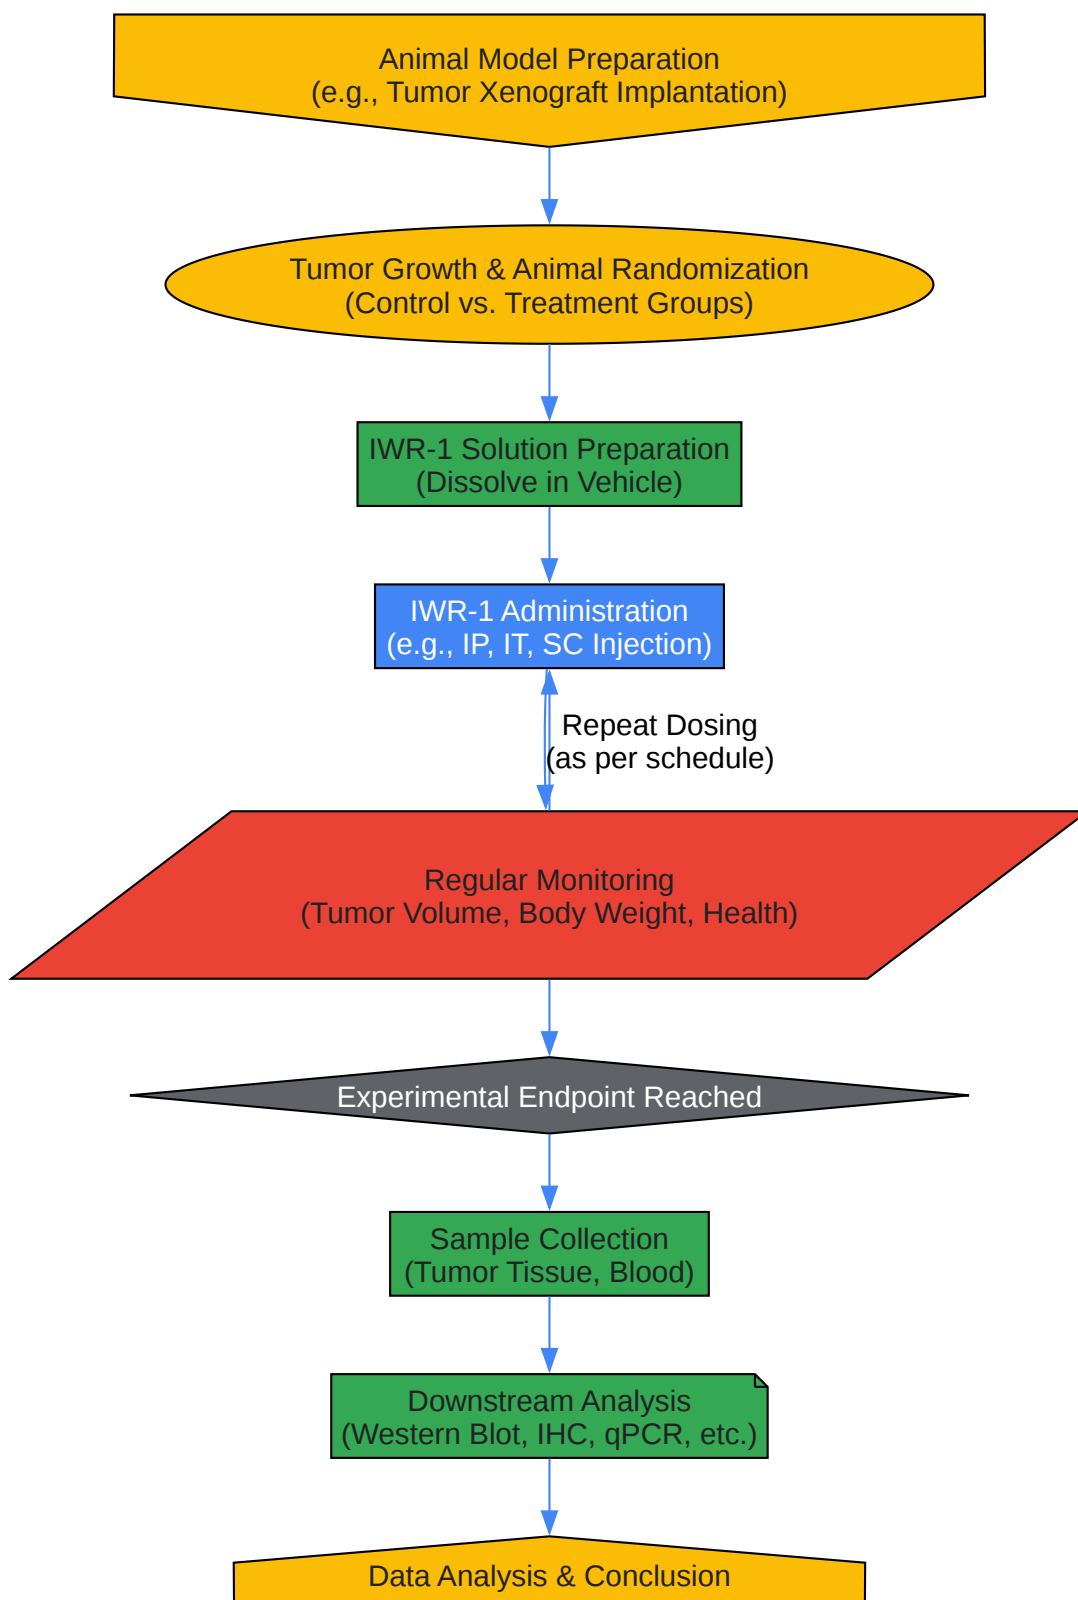 Animal Model Preparation
(e.g., Tumor Xenograft Implantation)
Tumor Growth & Animal Randomization
(Control vs. Treatment Groups)
IWR-1 Solution Preparation
(Dissolve in Vehicle)
IWR-1 Administration
(e.g., IP, IT, SC Injection)
Repeat Dosing
(as per schedule)
Regular Monitoring
(Tumor Volume, Body Weight, Health)
Experimental Endpoint Reached
Sample Collection
(Tumor Tissue, Blood)
Downstream Analysis
(Western Blot, IHC, qPCR, etc.)
Data Analysis & Conclusion